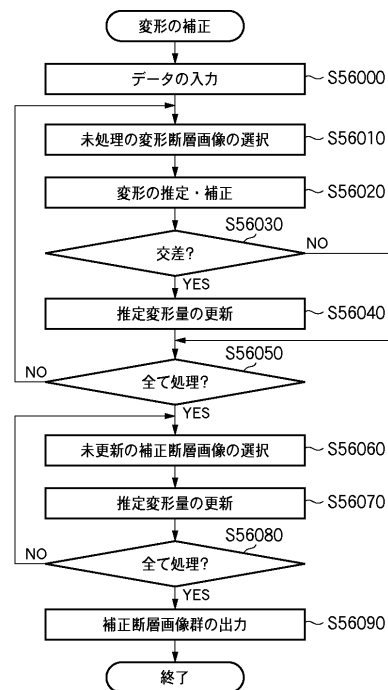 変形の補正
データの入力 S56000
未処理の変形断層画像の選択 S56010
変形の推定・補正 S56020
S56030
交差? NO
YES
推定変形量の更新 S56040
S56050
NO 全て処理?
YES
未更新の補正断層画像の選択 S56060
推定変形量の更新 S56070
S56080
NO 全て処理?
YES
補正断層画像群の出力 S56090
終了